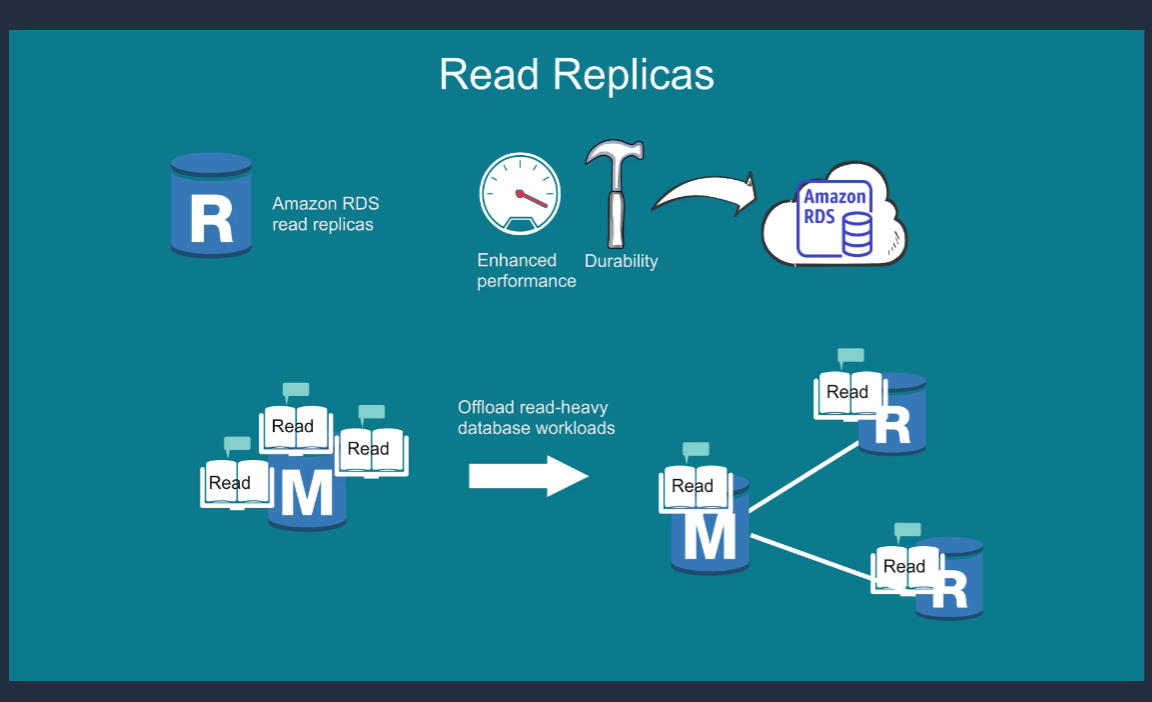 Read Replicas
R
Amazon RDS
read replicas
Enhanced
performance
Durability
Amazon
RDS
Read
Read
Read
M
Offload read-heavy
database workloads
Read
M
Read
R
Read
R